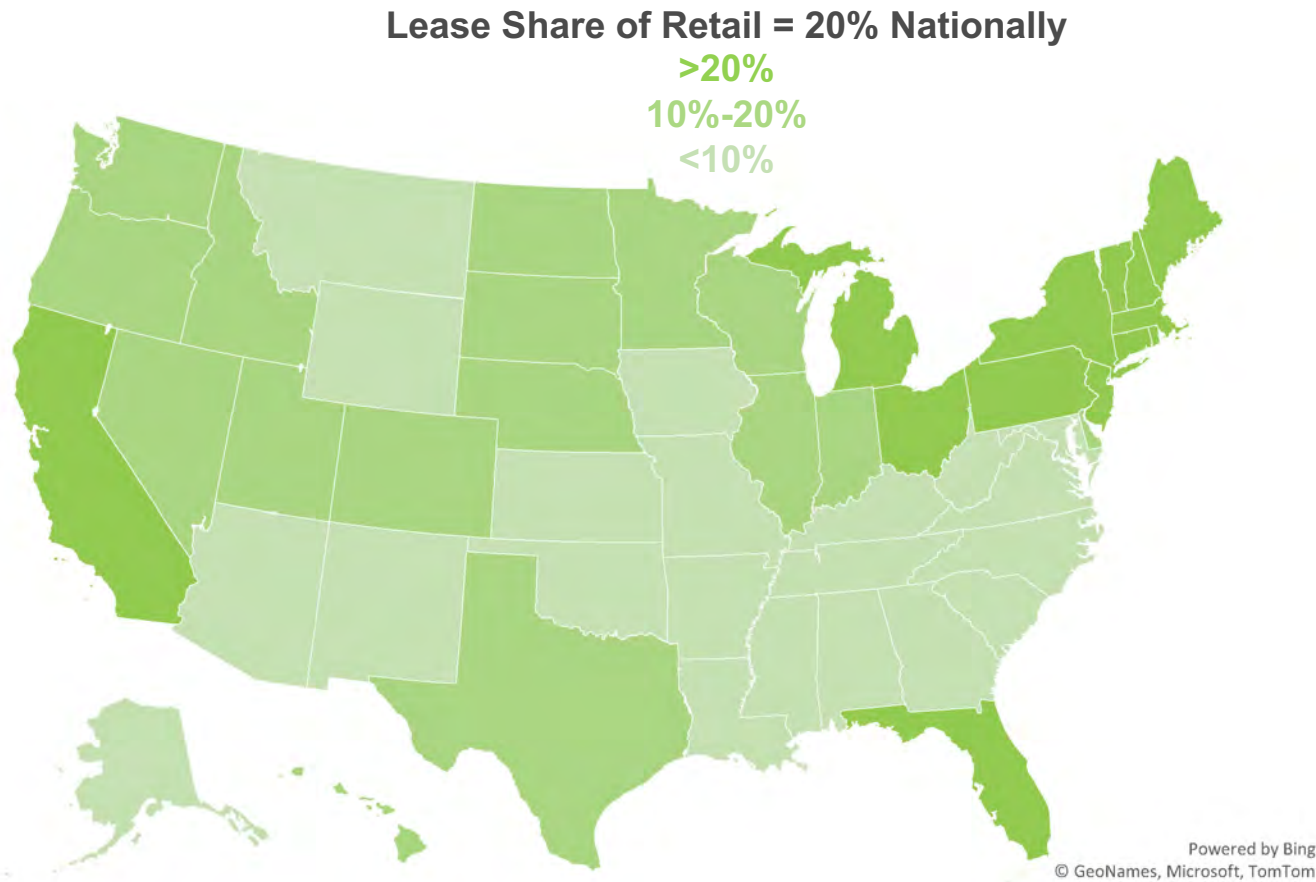 Lease Share of Retail = 20% Nationally
>20%
10%-20%
<10%
Powered by Bing
© GeoNames, Microsoft, TomTom